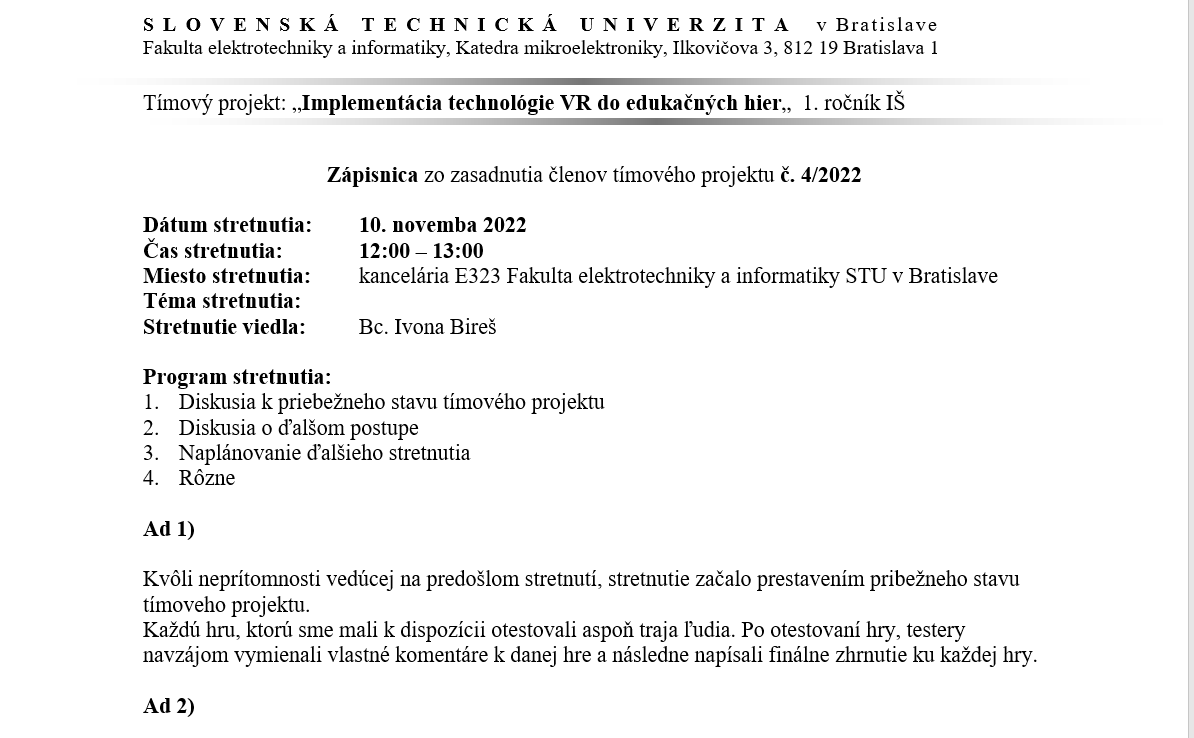 SLOVENSKÁ TECHNICKÁ UNIVERZITA v Bratislave
Fakulta elektrotechniky a informatiky, Katedra mikroelektroniky, Ilkovičova 3, 812 19 Bratislava 1
Tímový projekt: „Implementácia technológie VR do edukačných hier„ 1. ročník IŠ
Zápisnica zo zasadnutia členov tímového projektu č. 4/2022
Dátum stretnutia: 10. novemba 2022
Čas stretnutia: 12:00 – 13:00
Miesto stretnutia: kancelária E323 Fakulta elektrotechniky a informatiky STU v Bratislave
Téma stretnutia:
Stretnutie viedla: Bc. Ivona Bireš
Program stretnutia:
1. Diskusia k priebežneho stavu tímového projektu
2. Diskusia o ďalšom postupe
3. Naplánovanie ďalšieho stretnutia
4. Rôzne
Ad 1)
Kvôli neprítomnosti vedúcej na predošlom stretnutí, stretnutie začalo prestavením pribežneho stavu
tímoveho projektu.
Každú hru, ktorú sme mali k dispozícii otestovali aspoň traja ľudia. Po otestovaní hry, testery
navzájom vymienali vlastné komentáre k danej hre a následne napísali finálne zhrnutie ku každej hry.
Ad 2)